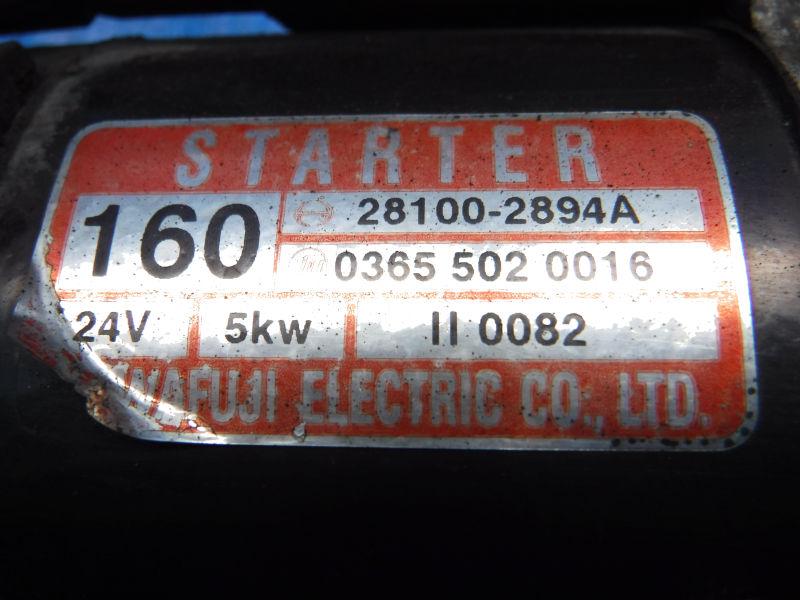 STARTER
160
28100-2894A
0365 502 0016
24V 5kw II 0082
ELECTRIC CO., LTD.